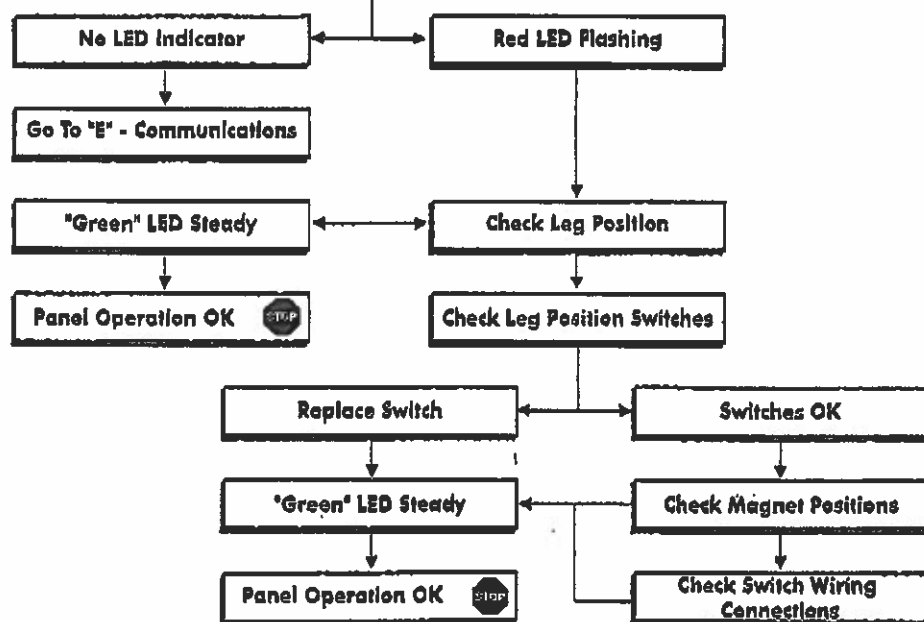 No LED Indicator
Red LED Flashing
Go To "E" - Communications
"Green" LED Steady
Check Leg Position
Panel Operation OK STOP
Check Leg Position Switches
Replace Switch
Switches OK
"Green" LED Steady
Check Magnet Positions
Panel Operation OK STOP
Check Switch Wiring
Connections